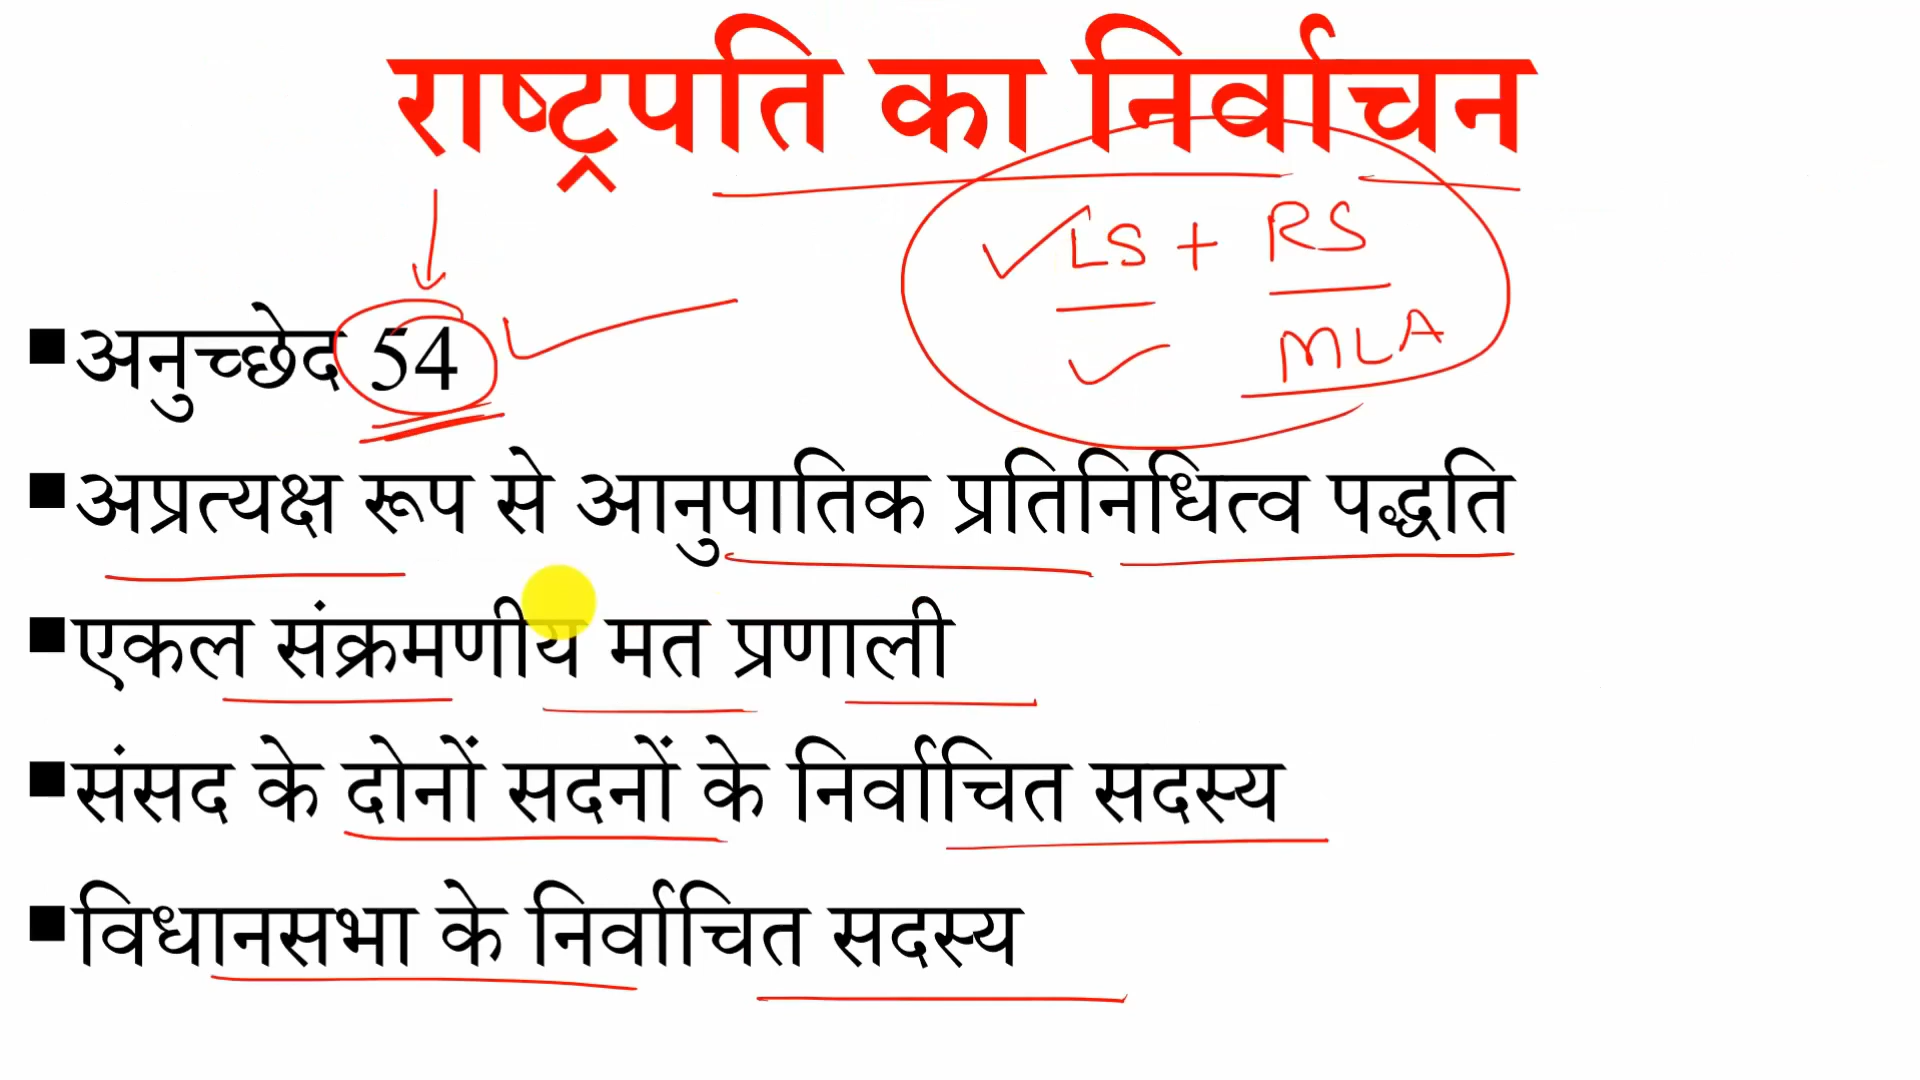 राष्ट्रपति का निर्वाचन
LS + RS
MLA
▪अनुच्छेद 54
▪अप्रत्यक्ष रूप से आनुपातिक प्रतिनिधित्व पद्धति
▪एकल संक्रमणीय मत प्रणाली
▪संसद के दोनों सदनों के निर्वाचित सदस्य
▪विधानसभा के निर्वाचित सदस्य